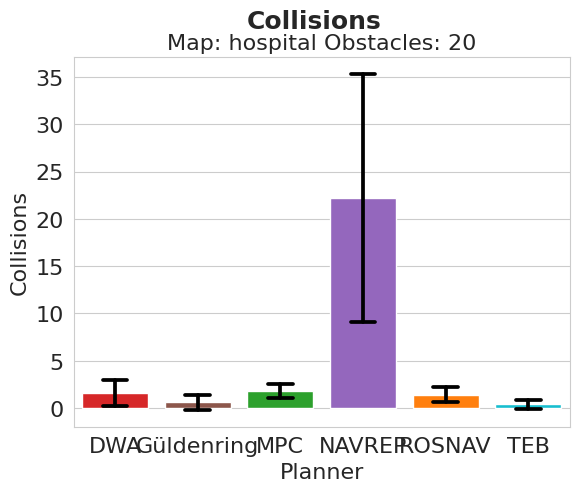 Collisions
Map: hospital Obstacles: 20
35
30
25
20
15
10
5
0
Collisions
DWA Güldenring MPC NAVREP ROSNAV TEB
Planner